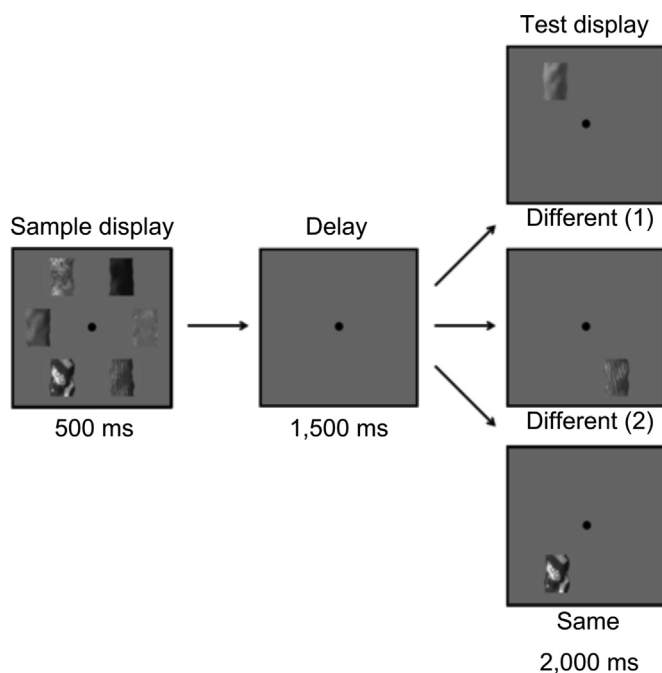 Test display
Different (1)
Sample display
Delay
500 ms
1,500 ms
Different (2)
Same
2,000 ms